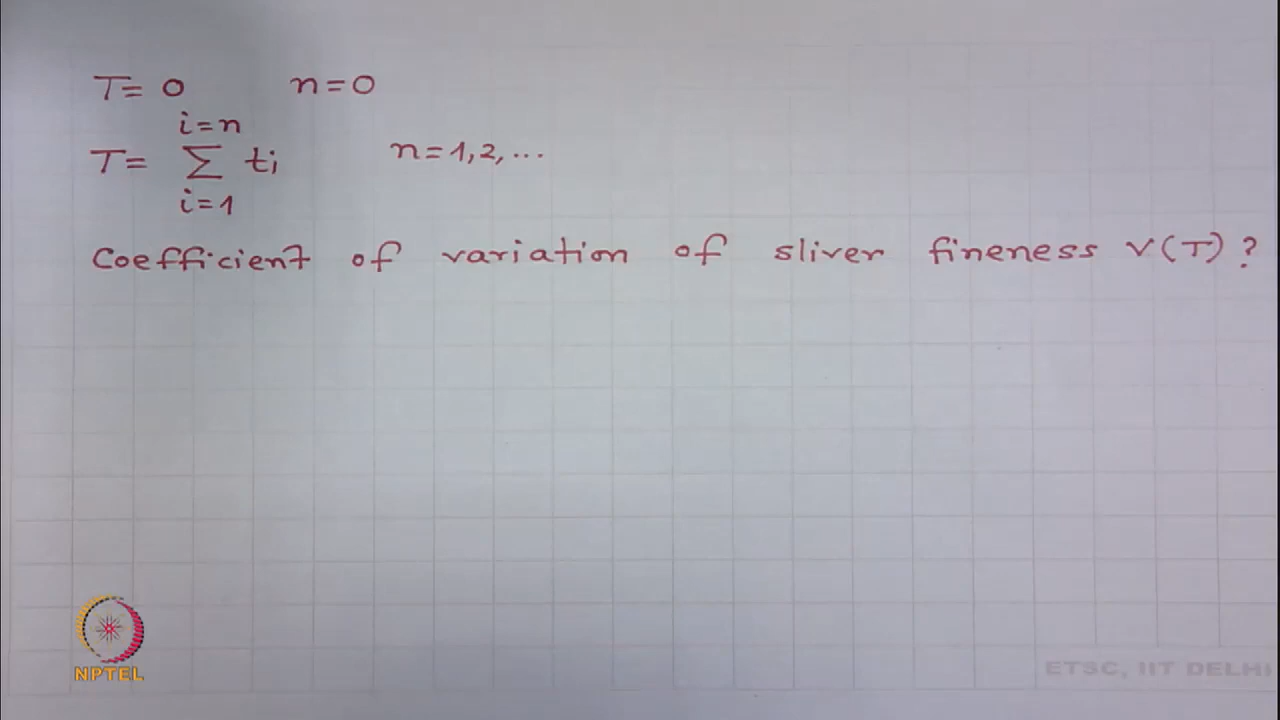 T = 0 n = 0
i = n
T = Σ ti n = 1, 2, ...
i = 1
Coefficient of variation of sliver fineness V(T) ?
NPTEL
ETSC, IIT DELHI